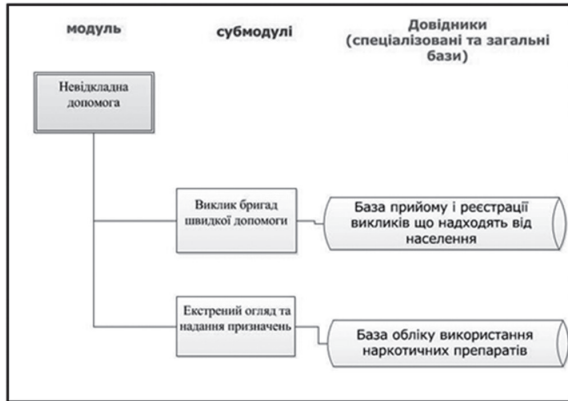 модуль
субмодулі
Довідники
(спеціалізовані та загальні
бази)
Невідкладна
допомога
Виклик бригад
швидкої допомоги
База прийому і реєстрації
викликів що надходять від
населення
Екстрений огляд та
надання призначень
База обліку використання
наркотичних препаратів